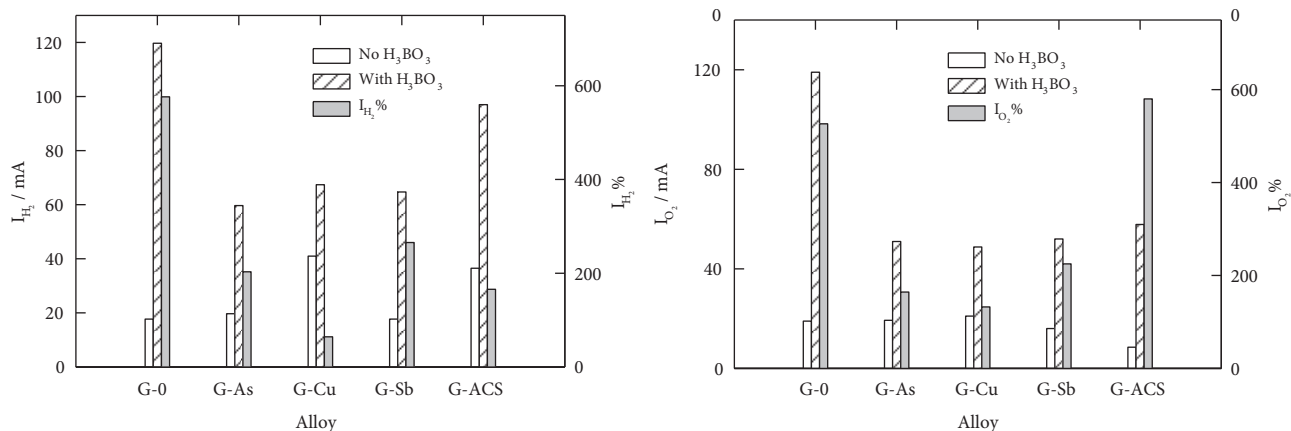 120
100
80
60
40
20
0
I_H₂ / mA
No H₃BO₃
With H₃BO₃
I_H₂%
600
400
200
0
I_H₂%
G-0 G-As G-Cu G-Sb G-ACS
Alloy
0
120
80
40
0
I_O₂ / mA
No H₃BO₃
With H₃BO₃
I_O₂%
0
600
400
200
0
I_O₂%
G-0 G-As G-Cu G-Sb G-ACS
Alloy